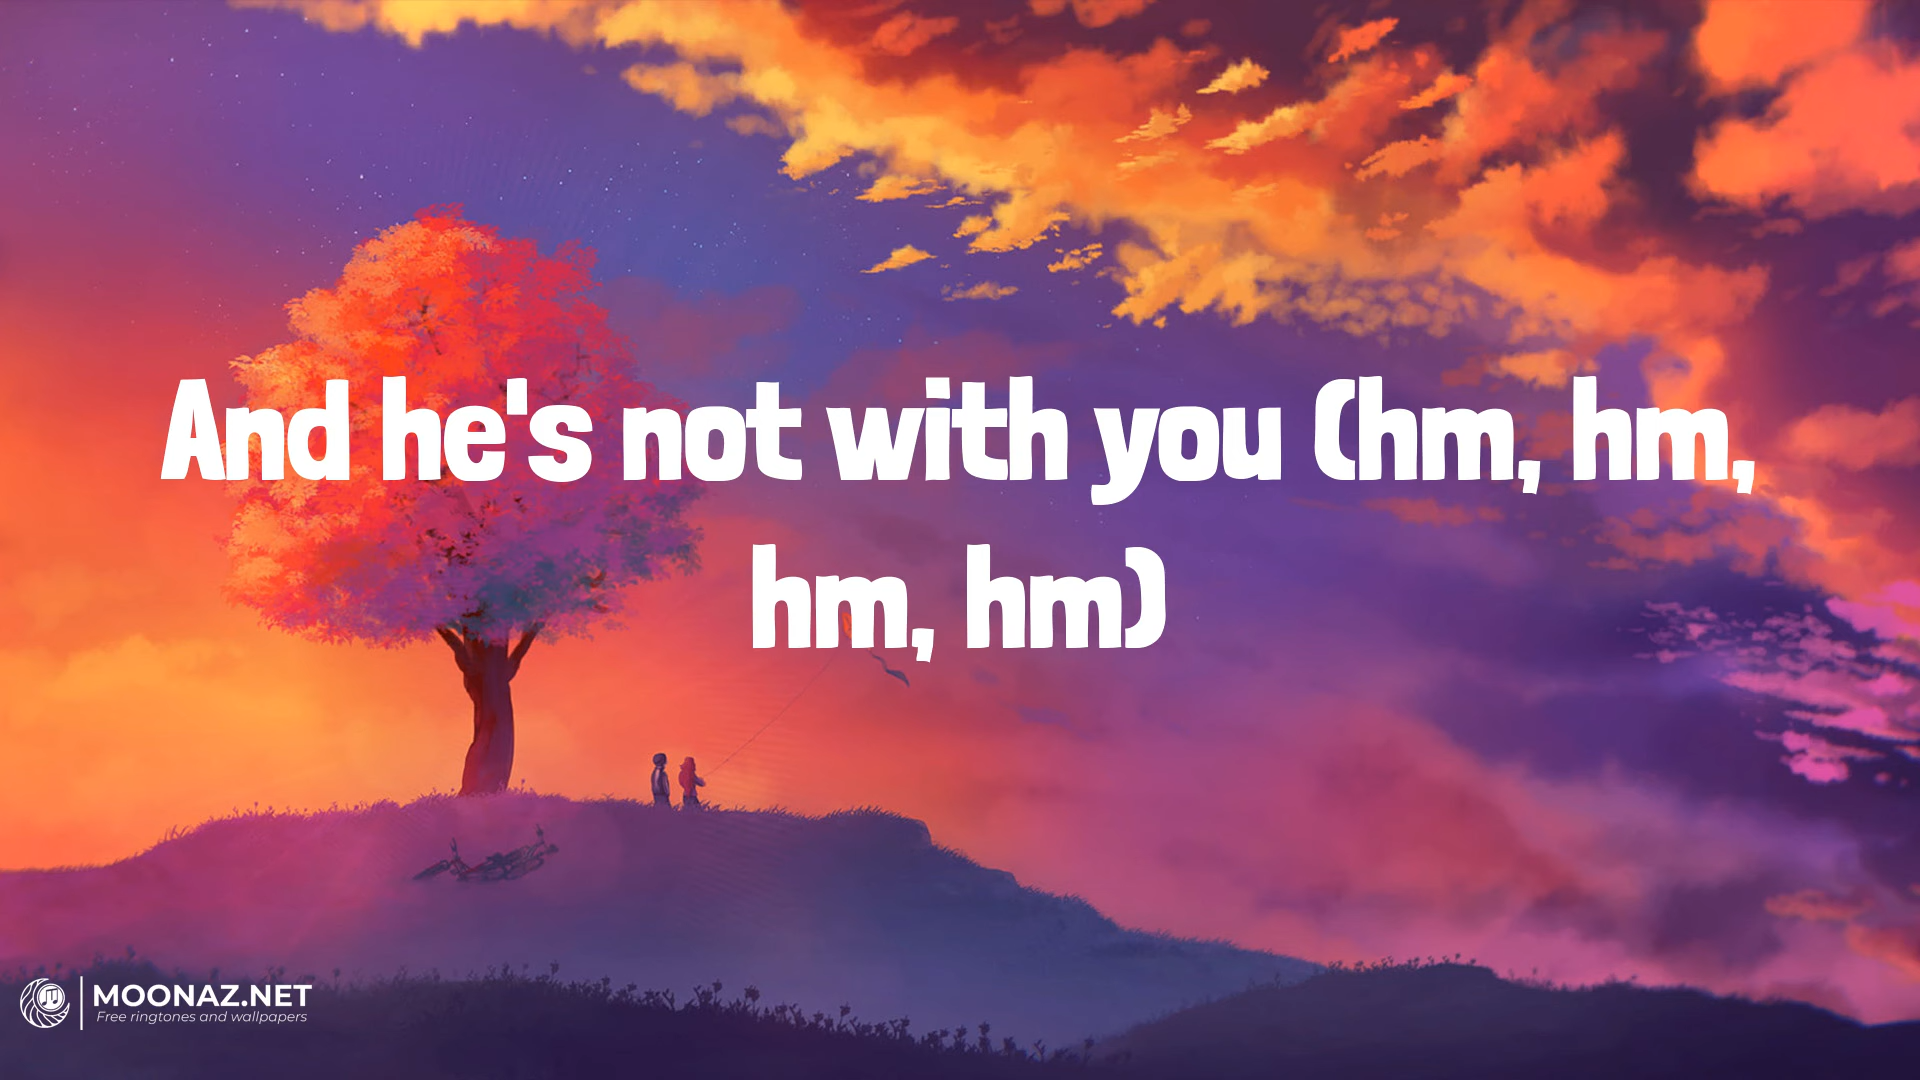 And he's not with you (hm, hm,
hm, hm)
MOONAZ.NET
Free ringtones and wallpapers